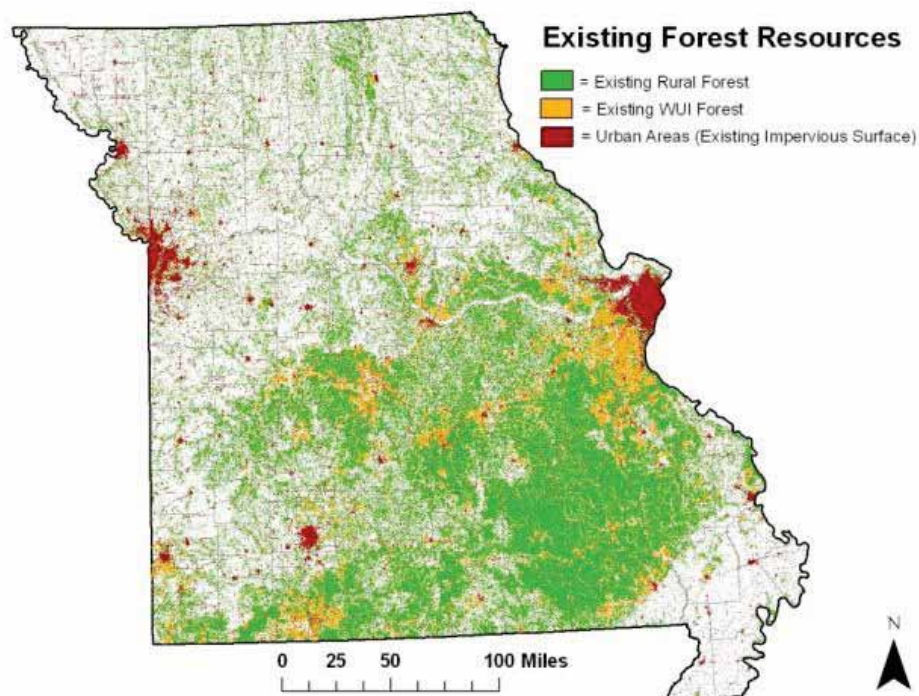 Existing Forest Resources
= Existing Rural Forest
= Existing WUI Forest
= Urban Areas (Existing Impervious Surface)
N
0 25 50 100 Miles